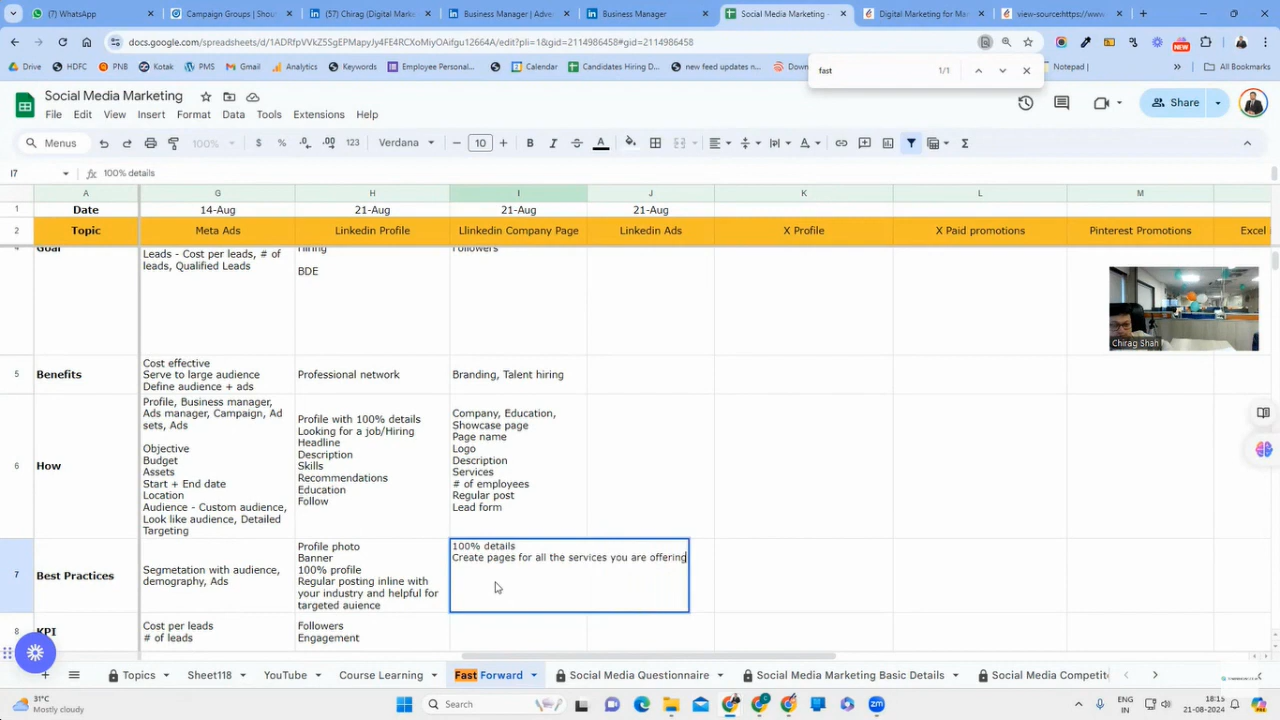 WhatsApp
Campaign Groups | Shou
(57) Chirag (Digital Marke
Business Manager | Adve
Business Manager
Social Media Marketing -
Digital Marketing for Ma
view-source:https://www
docs.google.com/spreadsheets/d/1ADRfpVVkZ5SgEPMapyJy4FE4RCXoMiyOAifgu12664A/edit?pli=1&gid=2114986458#gid=2114986458
NEW
Drive
HDFC
PNB
Kotak
PMS
Gmail
Analytics
Keywords
Employee Personal...
Calendar
Candidates Hiring D...
new feed updates n...
Down
Notepad |
All Bookmarks
fast
1/1
Social Media Marketing
File Edit View Insert Format Data Tools Extensions Help
Share
Menus
100%
$ % .0 .00 123
Verdana
10
B I A
I7
fx 100% details
A G H I J K L M
1 Date 14-Aug 21-Aug 21-Aug 21-Aug
2 Topic Meta Ads Linkedin Profile Llinkedin Company Page Linkedin Ads X Profile X Paid promotions Pinterest Promotions Excel
4 Goal
Leads - Cost per leads, # of
leads, Qualified Leads
Hiring

BDE
Followers
5 Benefits
Cost effective
Serve to large audience
Define audience + ads
Professional network
Branding, Talent hiring
6 How
Profile, Business manager,
Ads manager, Campaign, Ad
sets, Ads

Objective
Budget
Assets
Start + End date
Location
Audience - Custom audience,
Look like audience, Detailed
Targeting
Profile with 100% details
Looking for a job/Hiring
Headline
Description
Skills
Recommendations
Education
Follow
Company, Education,
Showcase page
Page name
Logo
Description
Services
# of employees
Regular post
Lead form
7 Best Practices
Segmetation with audience,
demography, Ads
Profile photo
Banner
100% profile
Regular posting inline with
your industry and helpful for
targeted auience
100% details
Create pages for all the services you are offering
8 KPI
Cost per leads
# of leads
Followers
Engagement
Chirag Shah
Topics
Sheet118
YouTube
Course Learning
Fast Forward
Social Media Questionnaire
Social Media Marketing Basic Details
Social Media Competit
31°C
Mostly cloudy
Search
ENG
IN
18:15
21-08-2024